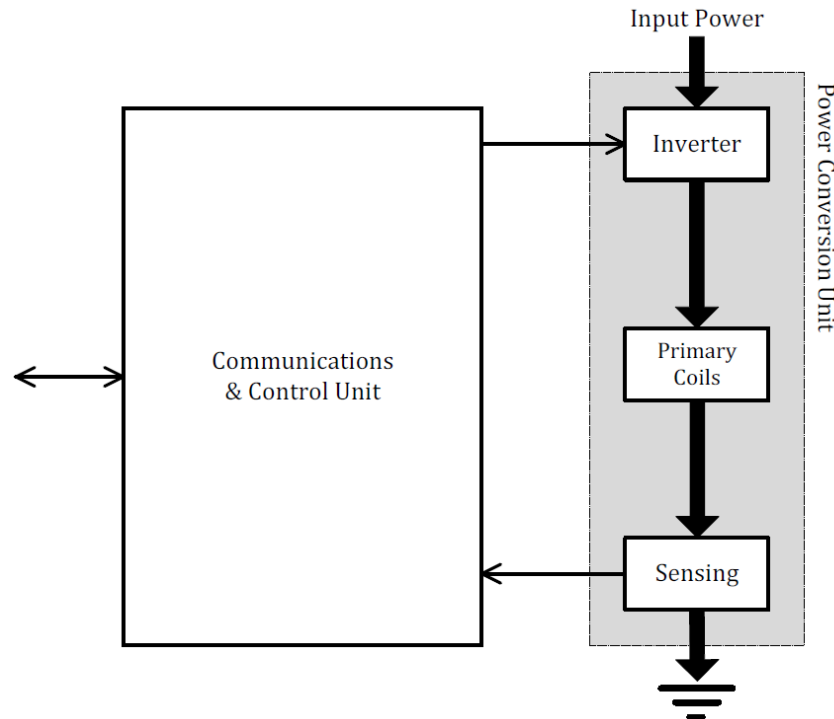 Input Power
Inverter
Power Conversion Unit
Primary
Coils
Communications
& Control Unit
Sensing